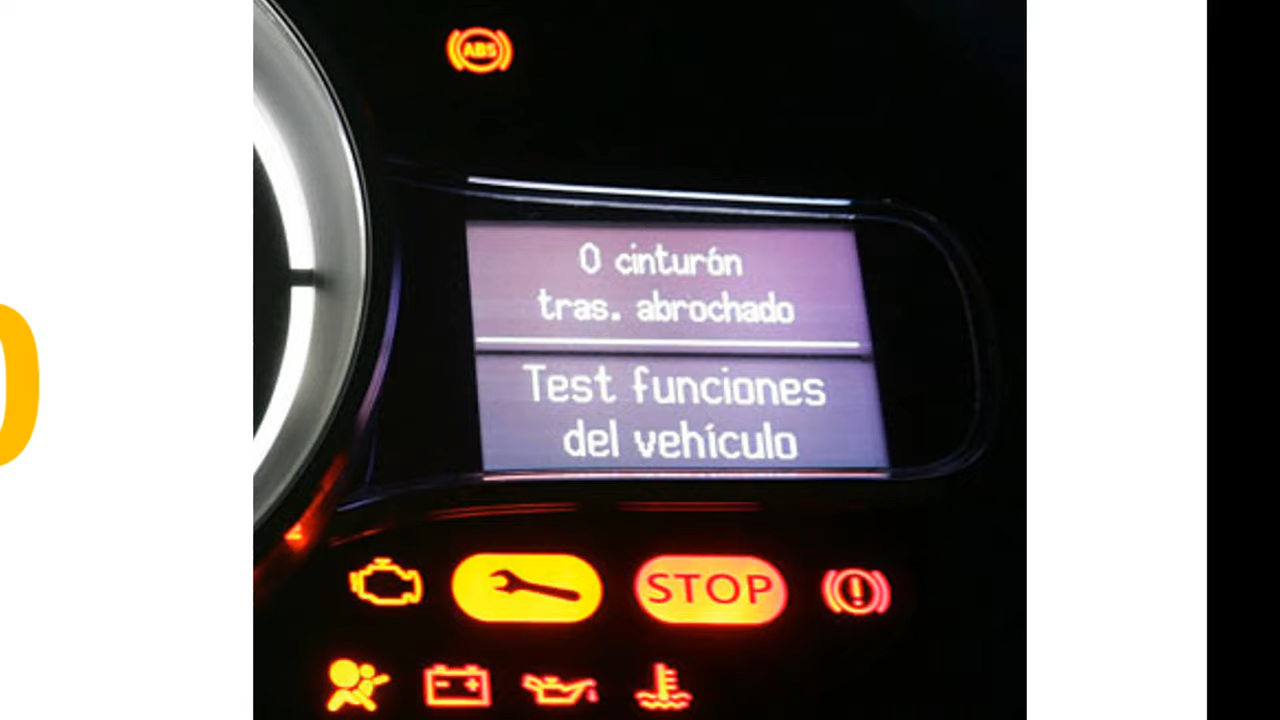 ABS
0 cinturón
tras. abrochado
Test funciones
del vehículo
STOP